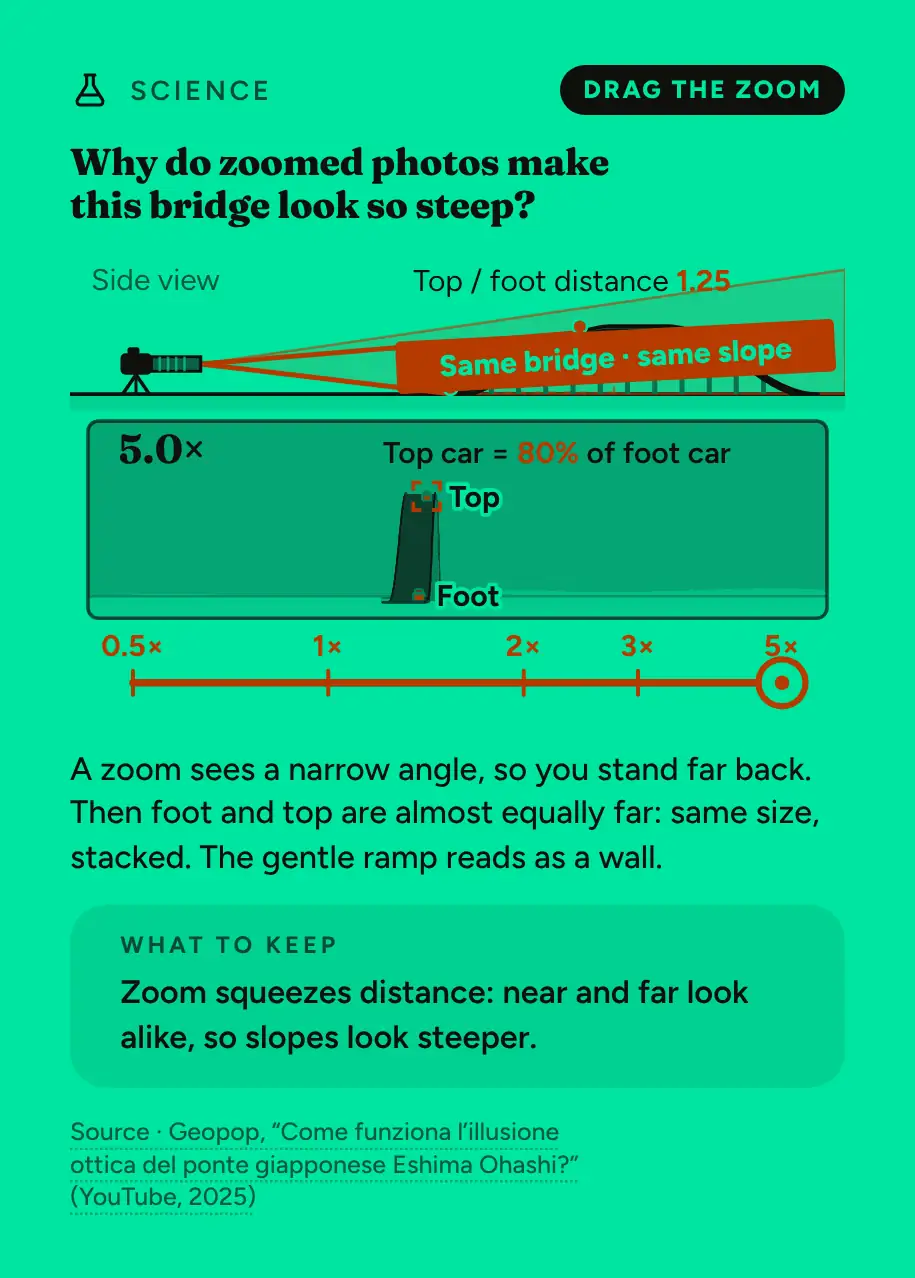 SCIENCE
DRAG THE ZOOM
Why do zoomed photos make
this bridge look so steep?
Side view
Top / foot distance 1.25
Same bridge · same slope
5.0×
Top car = 80% of foot car
Top
Foot
0.5× 1× 2× 3× 5×
A zoom sees a narrow angle, so you stand far back.
Then foot and top are almost equally far: same size,
stacked. The gentle ramp reads as a wall.
WHAT TO KEEP
Zoom squeezes distance: near and far look
alike, so slopes look steeper.
Source · Geopop, “Come funziona l’illusione
ottica del ponte giapponese Eshima Ohashi?”
(YouTube, 2025)